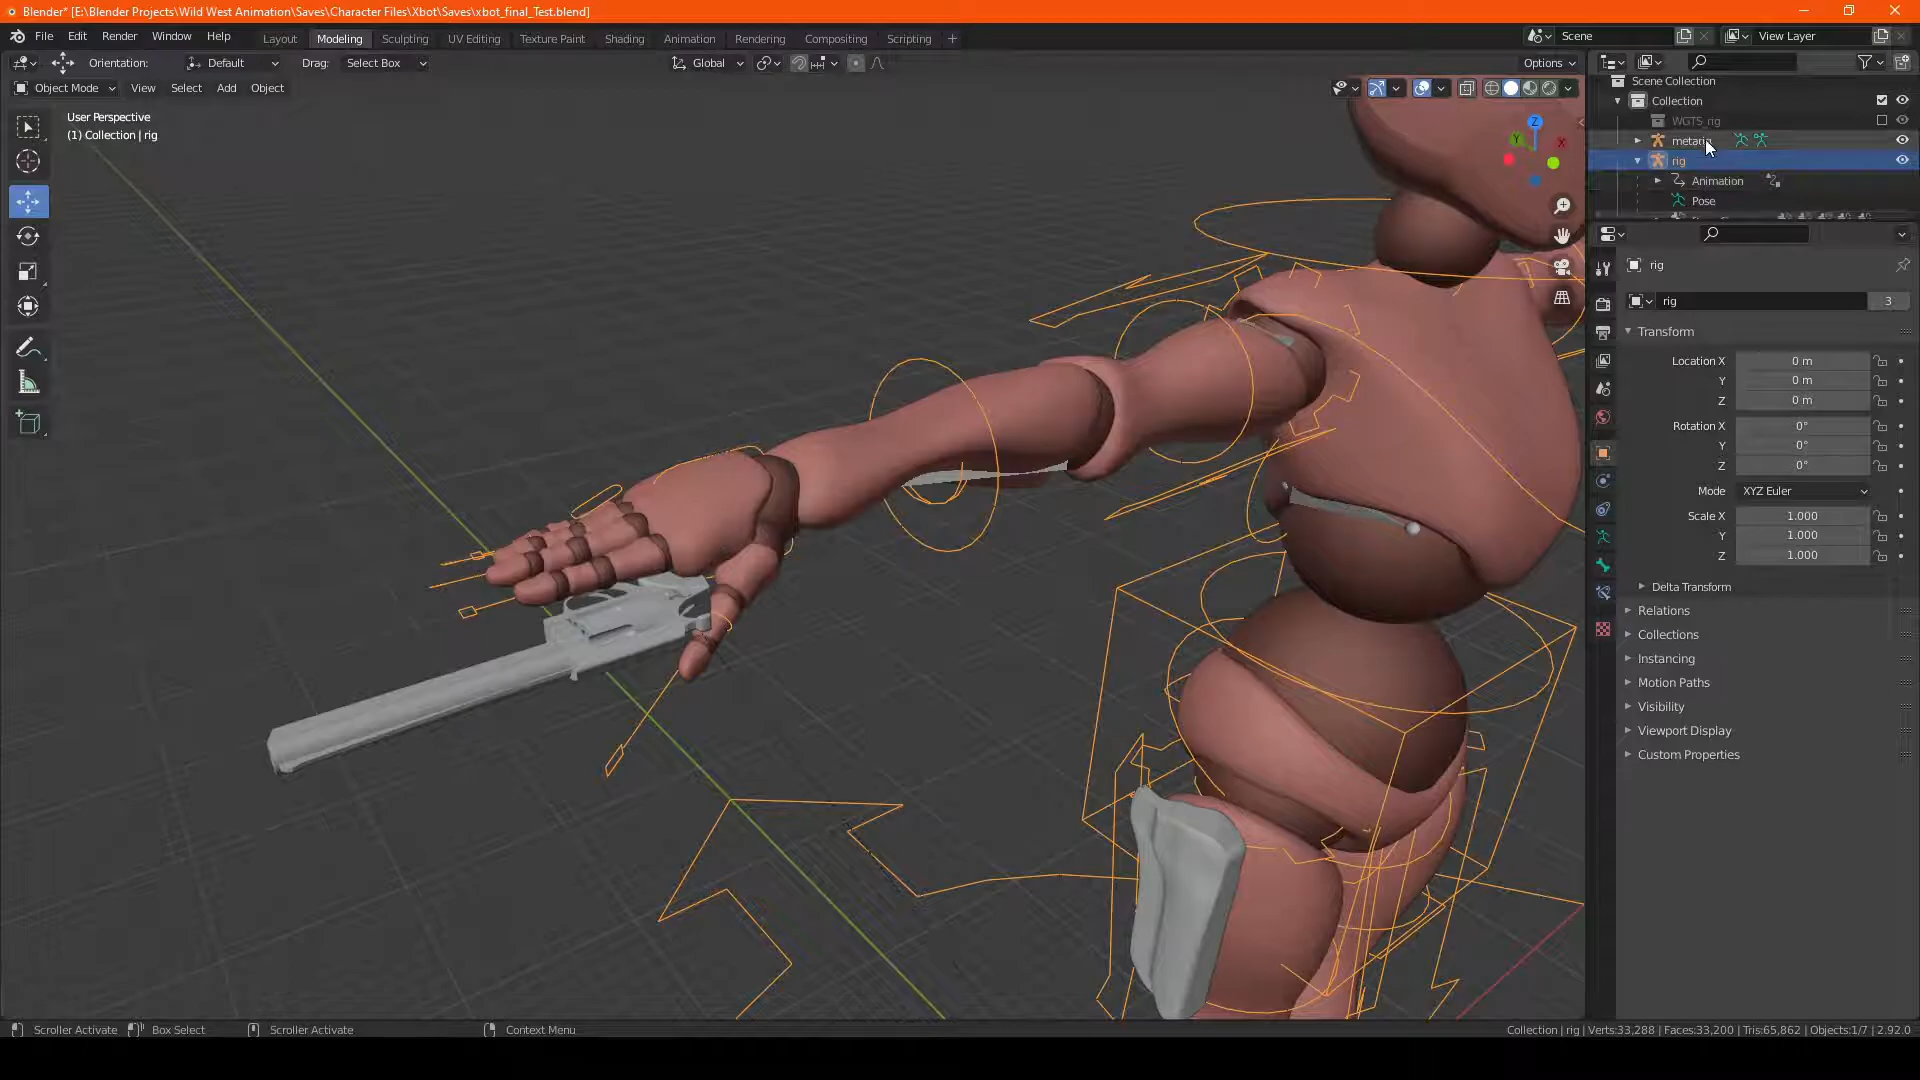 Blender* [E:\Blender Projects\Wild West Animation\Saves\Character Files\Xbot\Saves\xbot_final_Test.blend]
File Edit Render Window Help Layout Modeling Sculpting UV Editing Texture Paint Shading Animation Rendering Compositing Scripting + Scene View Layer
Orientation: Default Drag: Select Box Global Options
Object Mode View Select Add Object
User Perspective
(1) Collection | rig
Z
Y
X
Scene Collection
Collection
WGTS_rig
metarig
rig
Animation
Pose
rig
rig 3
Transform
Location X 0 m
Y 0 m
Z 0 m
Rotation X 0°
Y 0°
Z 0°
Mode XYZ Euler
Scale X 1.000
Y 1.000
Z 1.000
Delta Transform
Relations
Collections
Instancing
Motion Paths
Visibility
Viewport Display
Custom Properties
Scroller Activate Box Select Scroller Activate Context Menu Collection | rig | Verts:33,288 | Faces:33,200 | Tris:65,862 | Objects:1/7 | 2.92.0